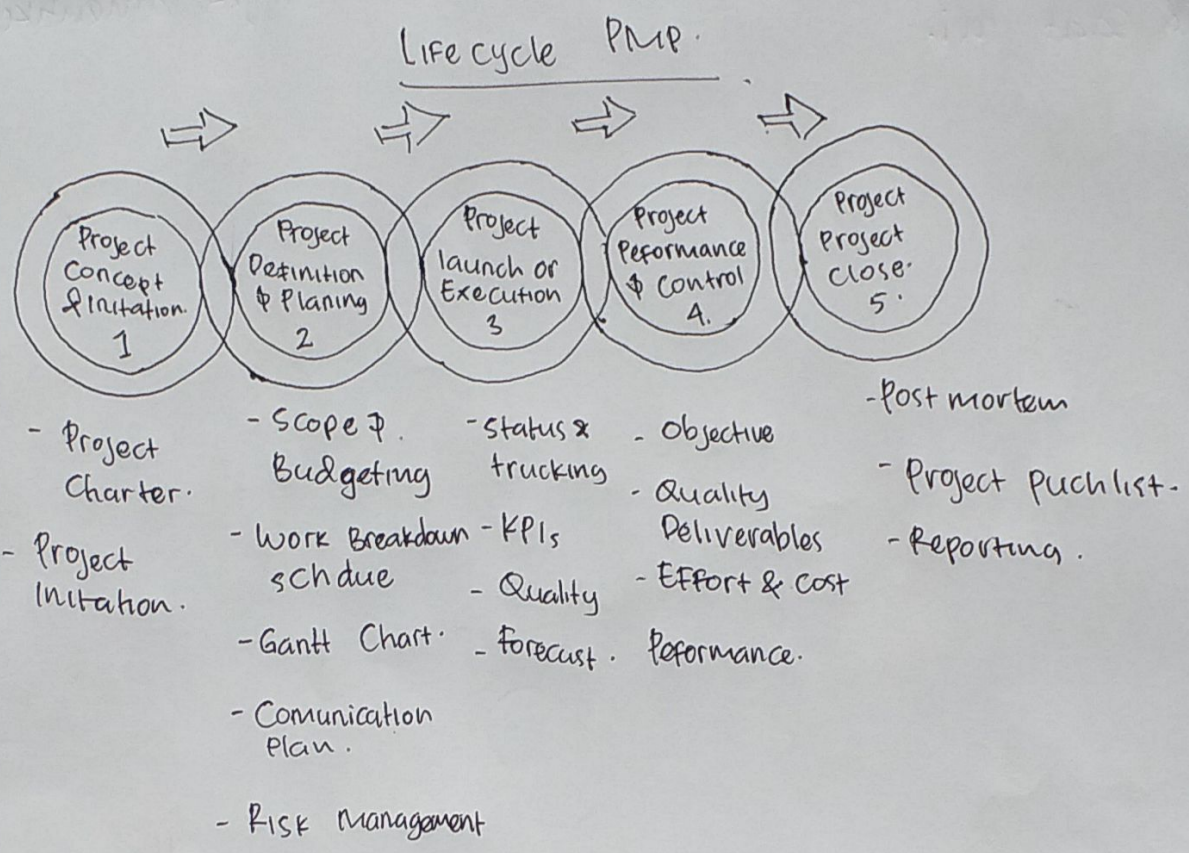 Life cycle PMP.
Project
Concept
& Initation.
1
Project
Definition
& Planing
2
Project
launch or
Execution
3
Project
Peformance
& Control
4.
Project
Project
Close.
5.
- Project
Charter.
- Project
Initation.
- Scope &.
Budgeting
- Work Breakdown
schdue
- Gantt Chart.
- Comunication
Plan.
- Risk Management
- Status &
trucking
- KPIs
- Quality
- Forecust.
- Objective
- Quality
Deliverables
- Effort & Cost
Peformance.
- Post mortem
- Project Puchlist.
- Reporting.